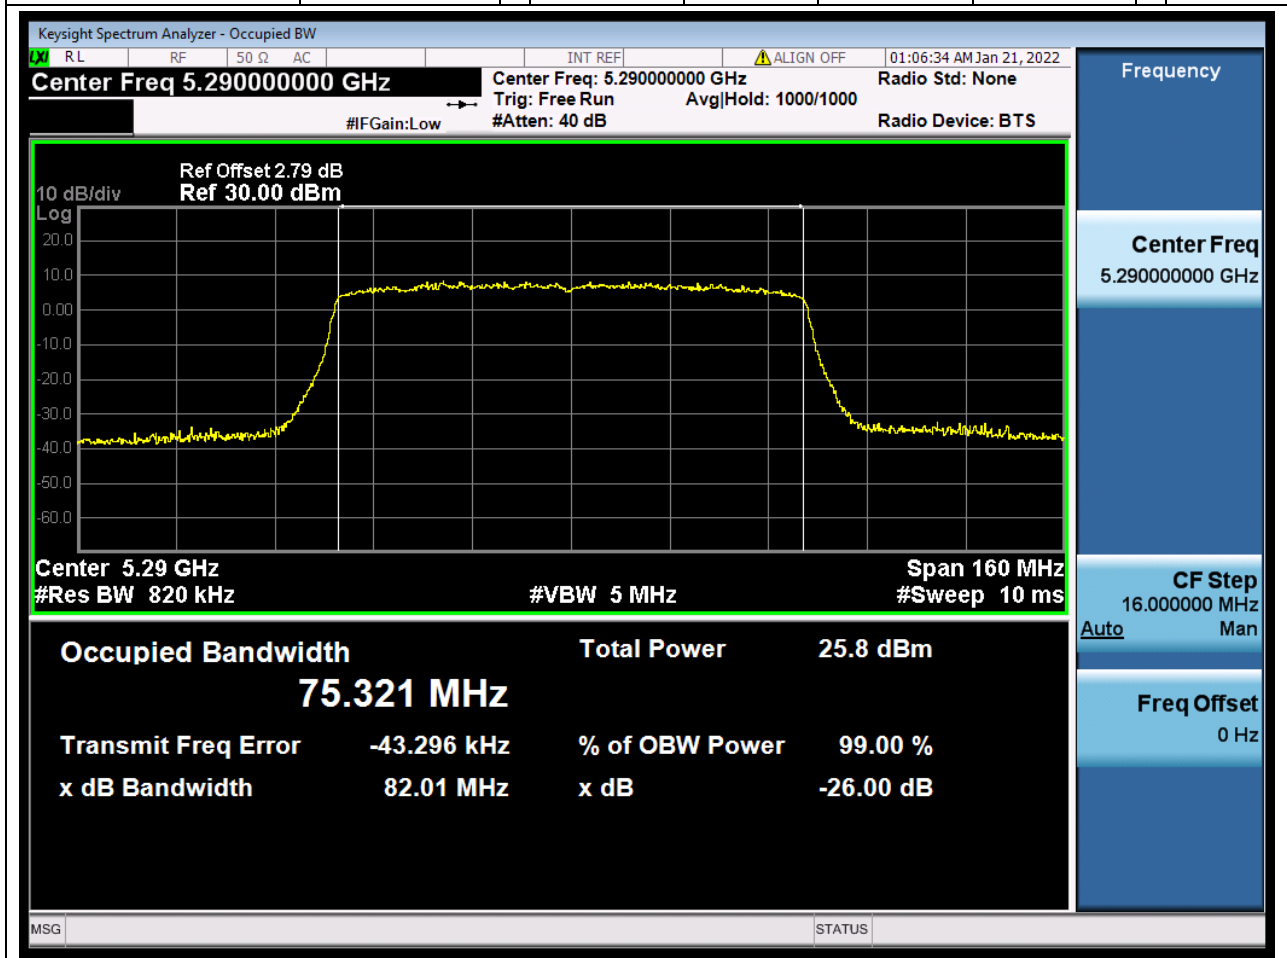 Keysight Spectrum Analyzer - Occupied BW
LXI RL RF 50 Ω AC INT REF ALIGN OFF 01:06:34 AM Jan 21, 2022
Center Freq 5.290000000 GHz
Center Freq: 5.290000000 GHz
Radio Std: None
Trig: Free Run Avg|Hold: 1000/1000
#IFGain:Low
#Atten: 40 dB
Radio Device: BTS
Ref Offset 2.79 dB
10 dB/div Ref 30.00 dBm
Log
20.0
10.0
0.00
-10.0
-20.0
-30.0
-40.0
-50.0
-60.0
Center 5.29 GHz Span 160 MHz
#Res BW 820 kHz #VBW 5 MHz #Sweep 10 ms
Occupied Bandwidth Total Power 25.8 dBm
75.321 MHz
Transmit Freq Error -43.296 kHz % of OBW Power 99.00 %
x dB Bandwidth 82.01 MHz x dB -26.00 dB
Frequency
Center Freq
5.290000000 GHz
CF Step
16.000000 MHz
Auto Man
Freq Offset
0 Hz
MSG STATUS